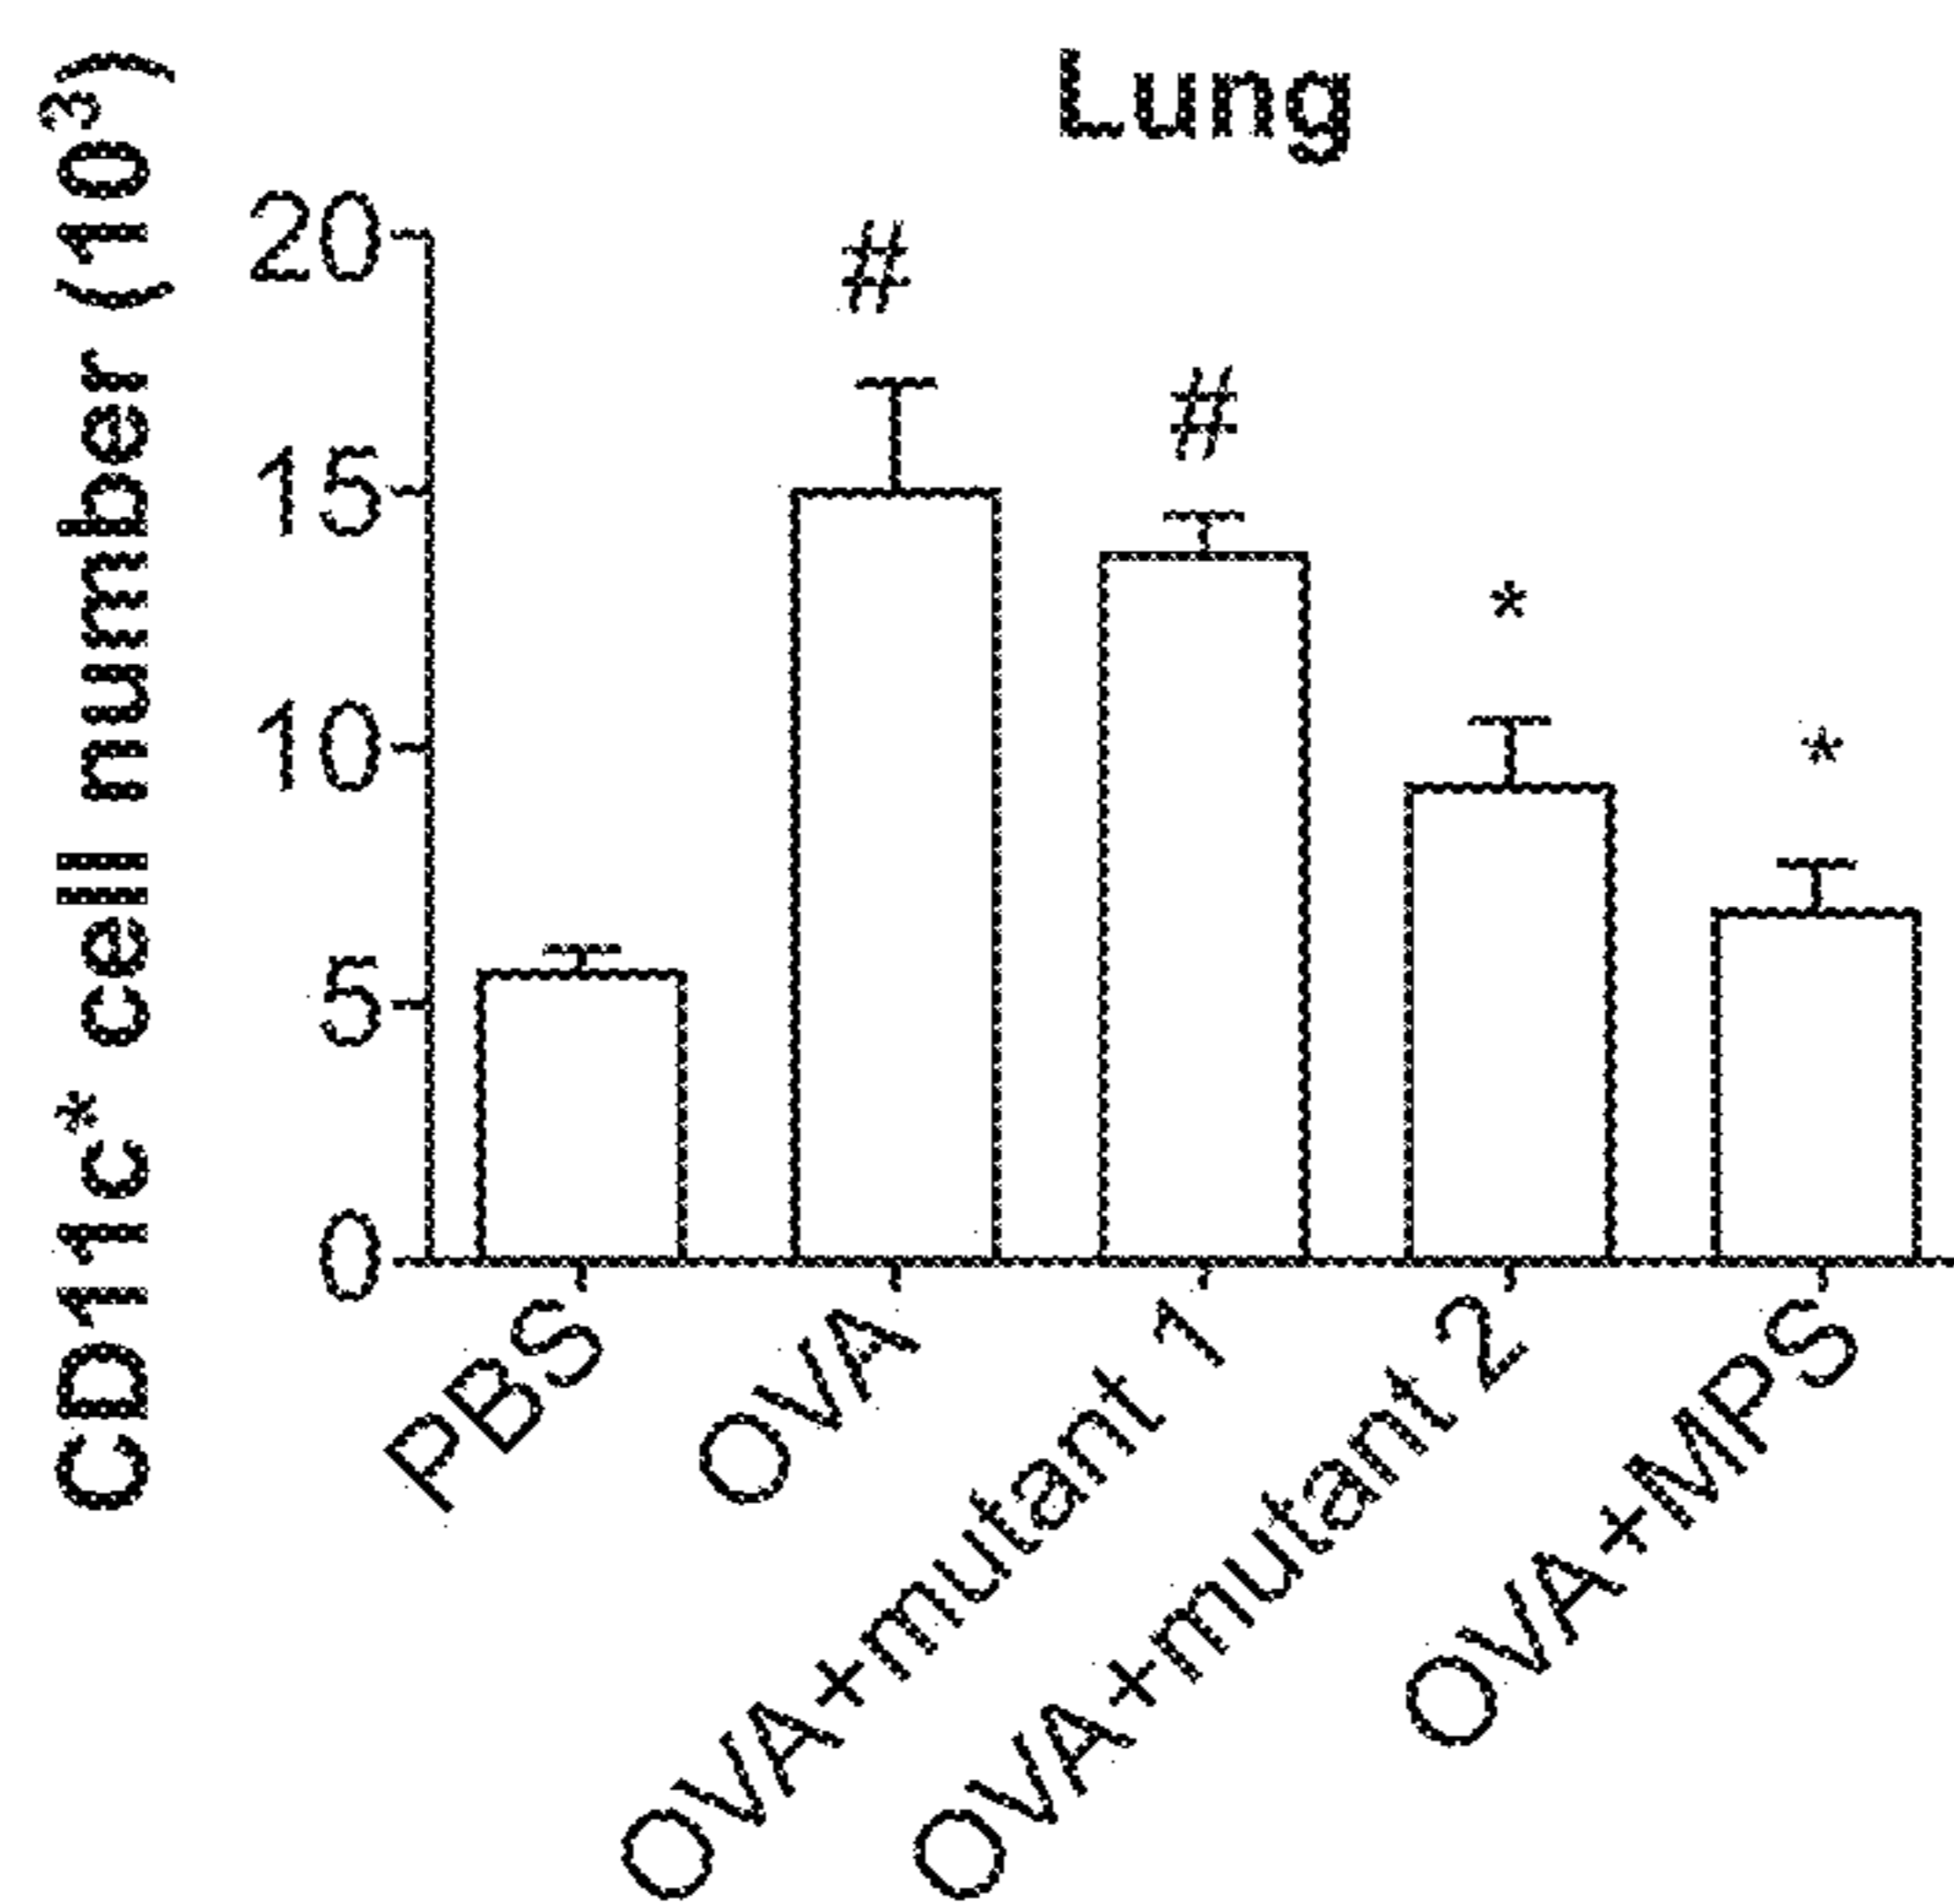 Lung
CD11c* cell number (10³)
20
15
10
5
0
#
#
*
*
PBS
OVA
OVA+mutant 1
OVA+mutant 2
OVA+MPS